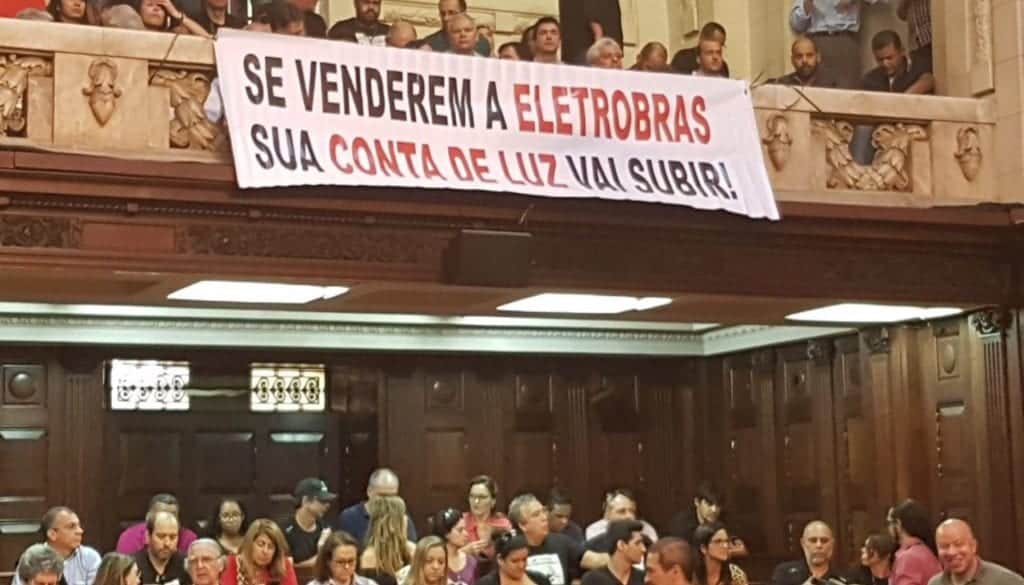 SE VENDEREM A ELETROBRAS
SUA CONTA DE LUZ VAI SUBIR!